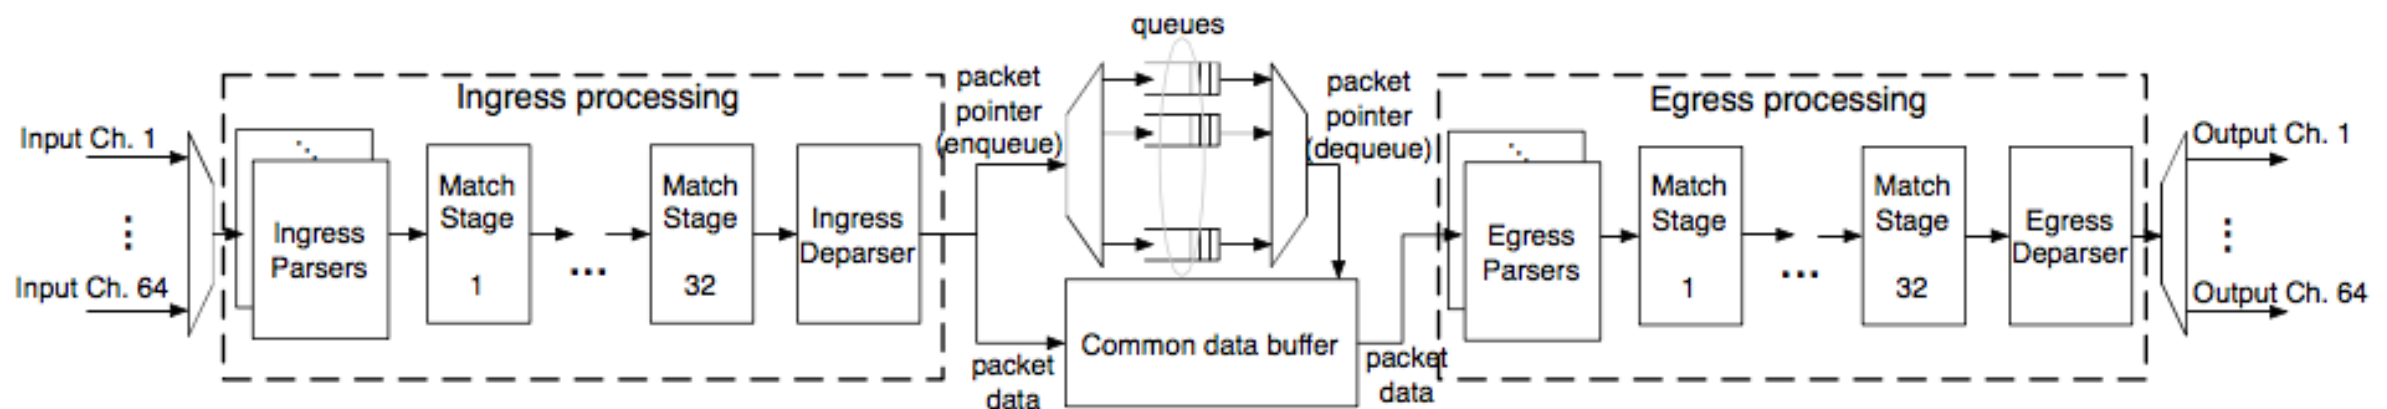 queues
Ingress processing
packet
pointer
(enqueue)
packet
pointer
(dequeue)
Egress processing
Input Ch. 1
⋮
Input Ch. 64
Ingress
Parsers
Match
Stage
1
...
Match
Stage
32
Ingress
Deparser
packet
data
Common data buffer
packet
data
Egress
Parsers
Match
Stage
1
...
Match
Stage
32
Egress
Deparser
Output Ch. 1
⋮
Output Ch. 64